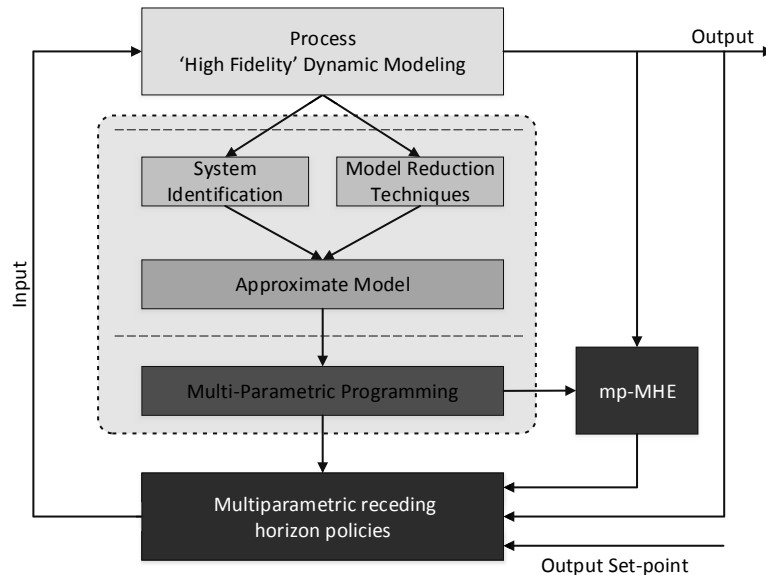 Process
‘High Fidelity’ Dynamic Modeling
Output
System
Identification
Model Reduction
Techniques
Approximate Model
Input
Multi-Parametric Programming
mp-MHE
Multiparametric receding
horizon policies
Output Set-point